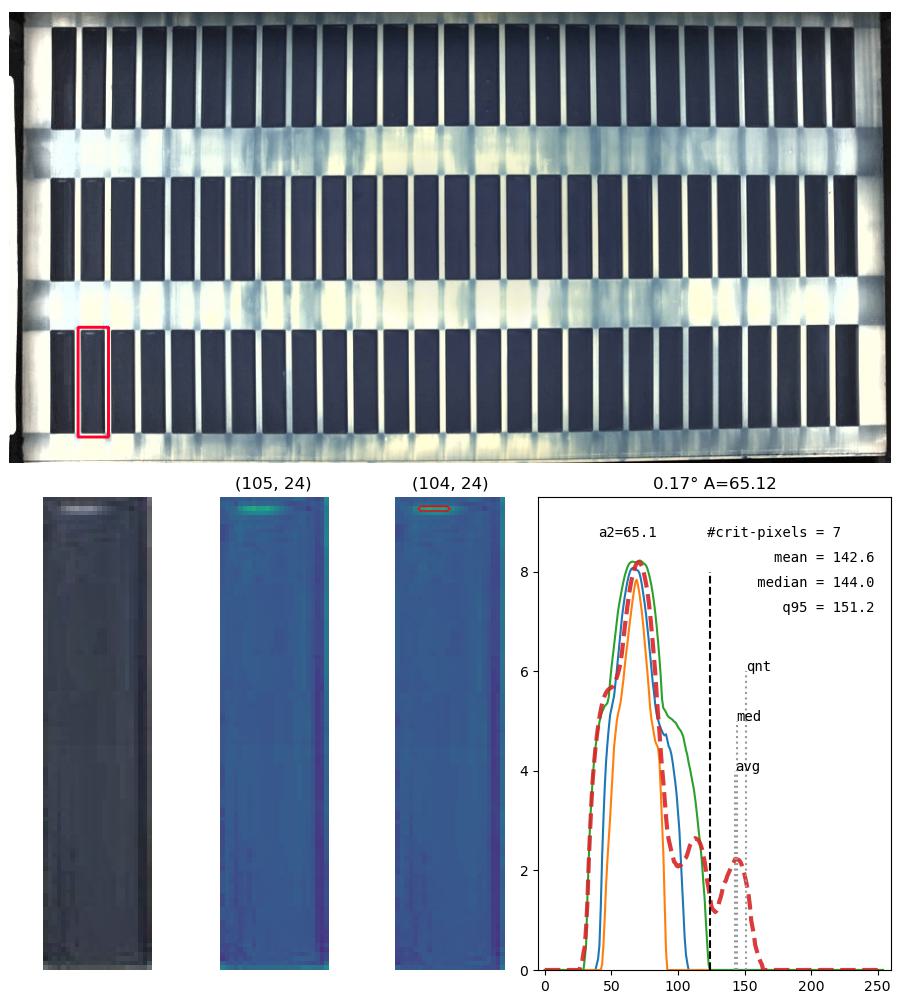 (105, 24)
(104, 24)
0.17° A=65.12
a2=65.1
#crit-pixels = 7
mean = 142.6
median = 144.0
q95 = 151.2
qnt
med
avg
8
6
4
2
0
0 50 100 150 200 250